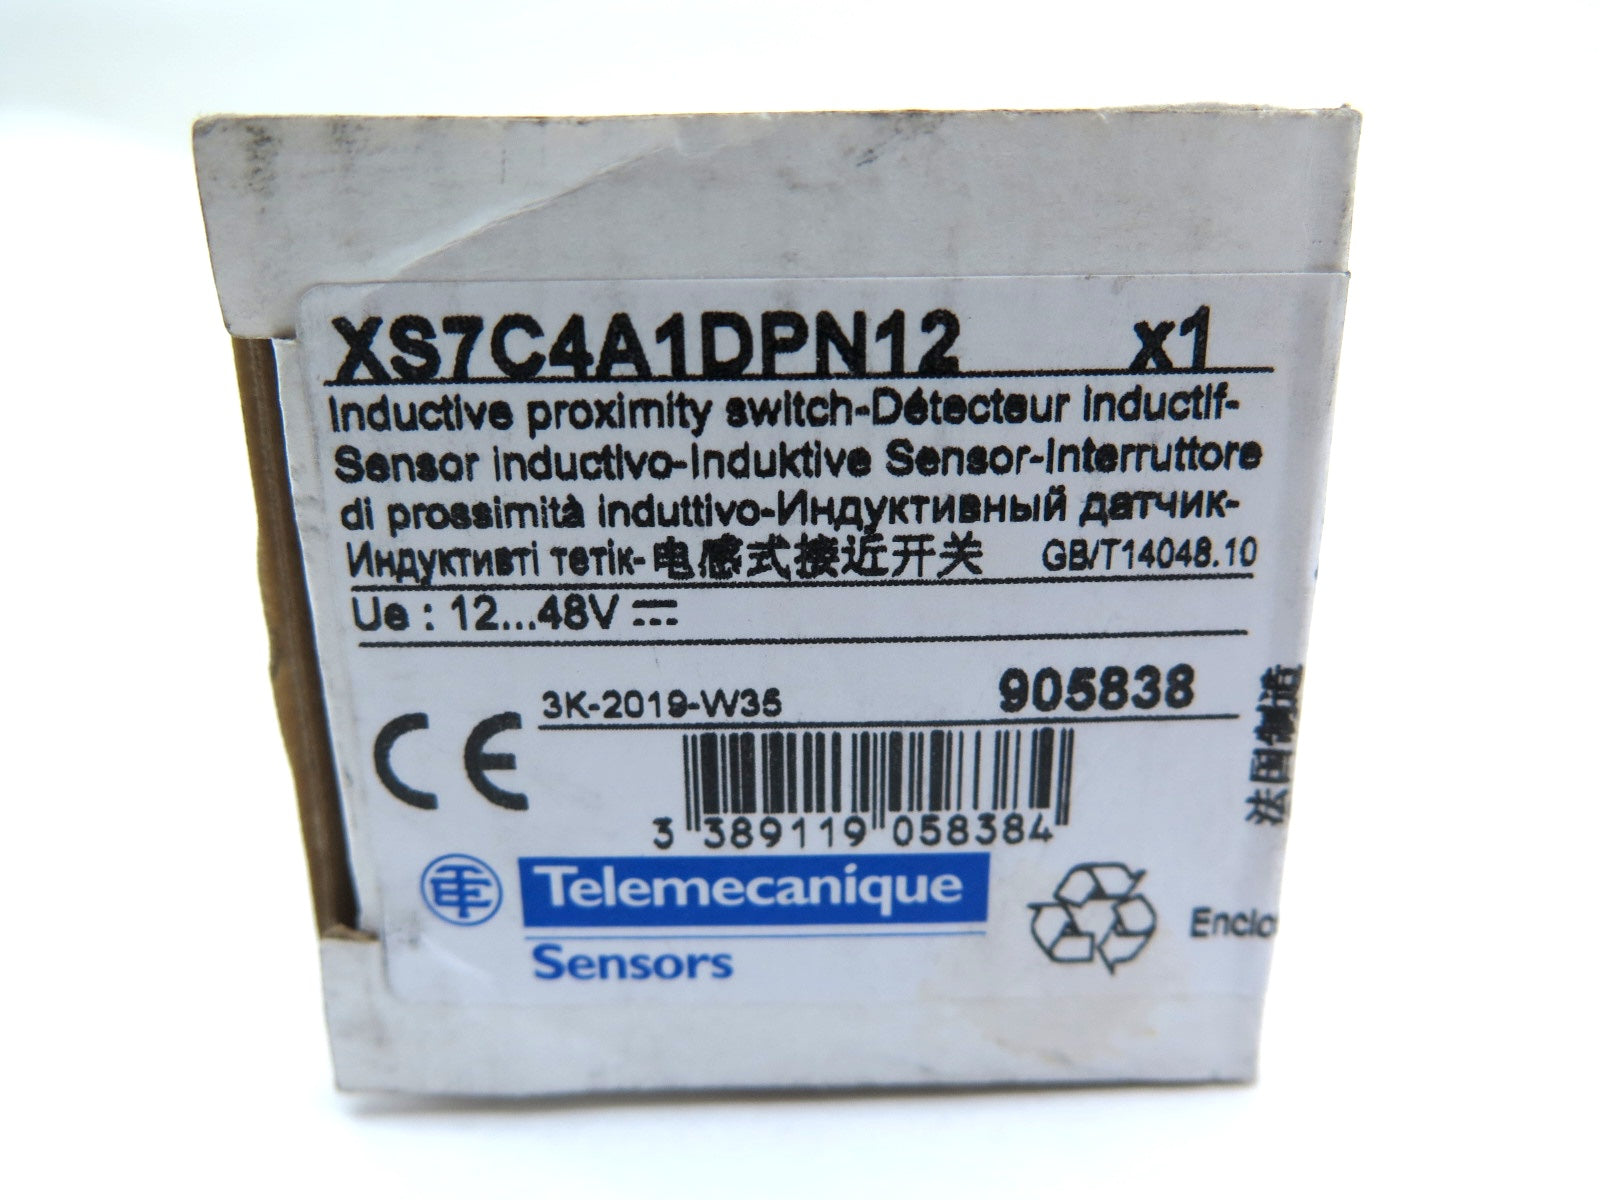 XS7C4A1DPN12 x1
Inductive proximity switch-Détecteur inductif-
Sensor inductivo-Induktive Sensor-Interruttore
di prossimità induttivo-Индуктивный датчик-
Индуктивті тетік-电感式接近开关 GB/T14048.10
Ue : 12...48V
3K-2019-W35 905838
CE
3 389119 058384
法国制造
TE Telemecanique
Sensors